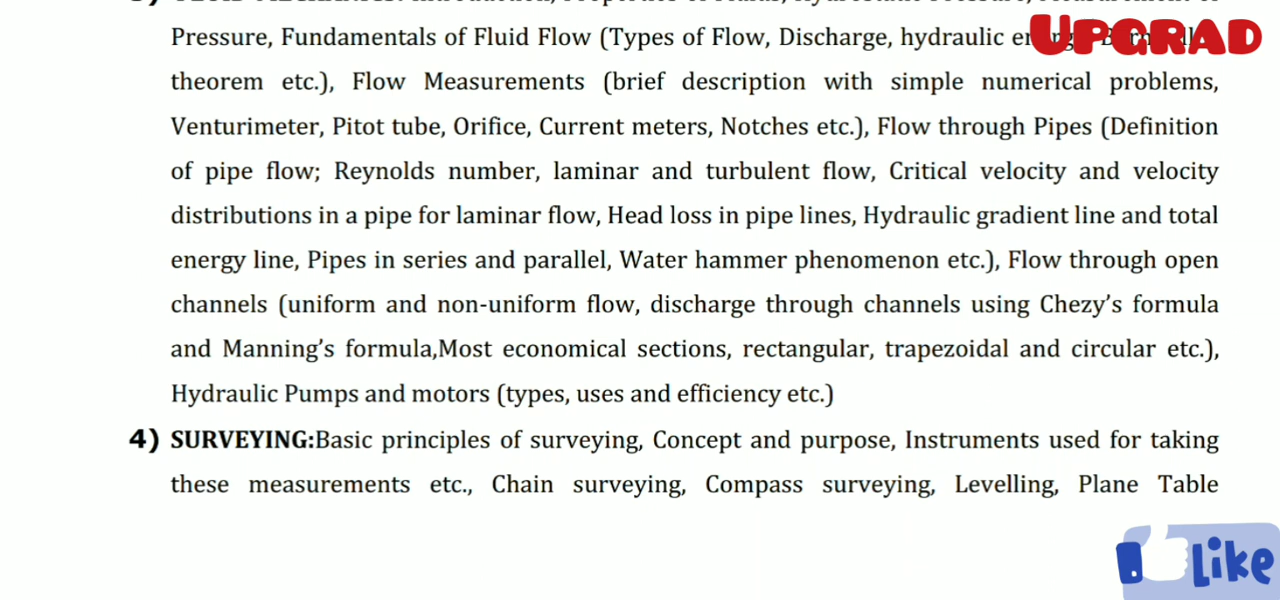 Pressure, Fundamentals of Fluid Flow (Types of Flow, Discharge, hydraulic
UPGRAD
theorem etc.), Flow Measurements (brief description with simple numerical problems,
Venturimeter, Pitot tube, Orifice, Current meters, Notches etc.), Flow through Pipes (Definition
of pipe flow; Reynolds number, laminar and turbulent flow, Critical velocity and velocity
distributions in a pipe for laminar flow, Head loss in pipe lines, Hydraulic gradient line and total
energy line, Pipes in series and parallel, Water hammer phenomenon etc.), Flow through open
channels (uniform and non-uniform flow, discharge through channels using Chezy’s formula
and Manning’s formula,Most economical sections, rectangular, trapezoidal and circular etc.),
Hydraulic Pumps and motors (types, uses and efficiency etc.)
4) SURVEYING:Basic principles of surveying, Concept and purpose, Instruments used for taking
these measurements etc., Chain surveying, Compass surveying, Levelling, Plane Table
Like